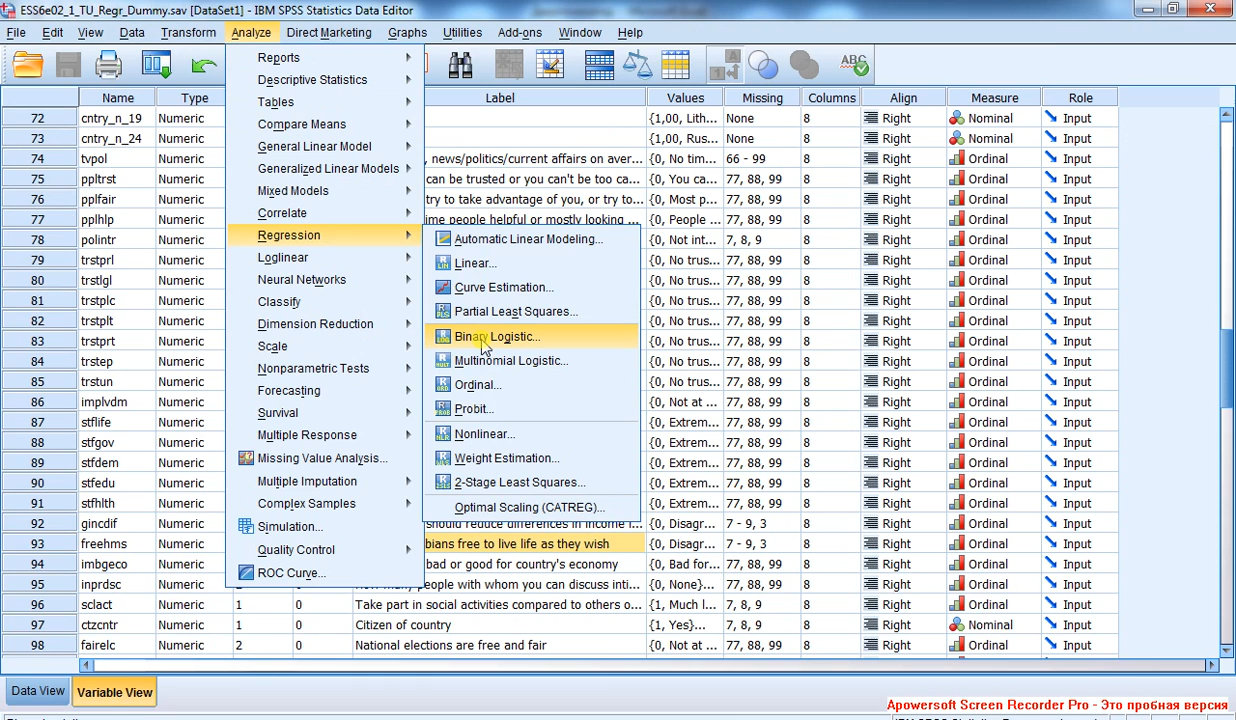 ESS6e02_1_TU_Regr_Dummy.sav [DataSet1] - IBM SPSS Statistics Data Editor
File Edit View Data Transform Analyze Direct Marketing Graphs Utilities Add-ons Window Help
Name Type Label Values Missing Columns Align Measure Role
72 cntry_n_19 Numeric {1,00, Lith... None 8 Right Nominal Input
73 cntry_n_24 Numeric {1,00, Rus... None 8 Right Nominal Input
74 tvpol Numeric , news/politics/current affairs on aver... {0, No tim... 66 - 99 8 Right Ordinal Input
75 ppltrst Numeric can be trusted or you can't be too ca... {0, You ca... 77, 88, 99 8 Right Ordinal Input
76 pplfair Numeric try to take advantage of you, or try to... {0, Most p... 77, 88, 99 8 Right Ordinal Input
77 pplhlp Numeric ime people helpful or mostly looking ... {0, People ... 77, 88, 99 8 Right Ordinal Input
78 polintr Numeric {0, Not int... 7, 8, 9 8 Right Ordinal Input
79 trstprl Numeric {0, No trus... 77, 88, 99 8 Right Ordinal Input
80 trstlgl Numeric {0, No trus... 77, 88, 99 8 Right Ordinal Input
81 trstplc Numeric {0, No trus... 77, 88, 99 8 Right Ordinal Input
82 trstplt Numeric {0, No trus... 77, 88, 99 8 Right Ordinal Input
83 trstprt Numeric {0, No trus... 77, 88, 99 8 Right Ordinal Input
84 trstep Numeric {0, No trus... 77, 88, 99 8 Right Ordinal Input
85 trstun Numeric {0, No trus... 77, 88, 99 8 Right Ordinal Input
86 implvdm Numeric {0, Not at ... 77, 88, 99 8 Right Ordinal Input
87 stflife Numeric {0, Extrem... 77, 88, 99 8 Right Ordinal Input
88 stfgov Numeric {0, Extrem... 77, 88, 99 8 Right Ordinal Input
89 stfdem Numeric {0, Extrem... 77, 88, 99 8 Right Ordinal Input
90 stfedu Numeric {0, Extrem... 77, 88, 99 8 Right Ordinal Input
91 stfhlth Numeric {0, Extrem... 77, 88, 99 8 Right Ordinal Input
92 gincdif Numeric should reduce differences in income l... {0, Disagr... 7 - 9, 3 8 Right Ordinal Input
93 freehms Numeric bians free to live life as they wish {0, Disagr... 7 - 9, 3 8 Right Ordinal Input
94 imbgeco Numeric bad or good for country's economy {0, Bad for... 77, 88, 99 8 Right Ordinal Input
95 inprdsc Numeric people with whom you can discuss inti... {0, None}... 77, 88, 99 8 Right Ordinal Input
96 sclact Numeric 1 0 Take part in social activities compared to others o... {1, Much l... 7, 8, 9 8 Right Ordinal Input
97 ctzcntr Numeric 1 0 Citizen of country {1, Yes}... 7, 8, 9 8 Right Nominal Input
98 fairelc Numeric 2 0 National elections are free and fair {0, Not at ... 77, 88, 99 8 Right Ordinal Input
Reports
Descriptive Statistics
Tables
Compare Means
General Linear Model
Generalized Linear Models
Mixed Models
Correlate
Regression
Loglinear
Neural Networks
Classify
Dimension Reduction
Scale
Nonparametric Tests
Forecasting
Survival
Multiple Response
Missing Value Analysis...
Multiple Imputation
Complex Samples
Simulation...
Quality Control
ROC Curve...
Automatic Linear Modeling...
Linear...
Curve Estimation...
Partial Least Squares...
Binary Logistic...
Multinomial Logistic...
Ordinal...
Probit...
Nonlinear...
Weight Estimation...
2-Stage Least Squares...
Optimal Scaling (CATREG)...
Data View Variable View
Apowersoft Screen Recorder Pro - Это пробная версия